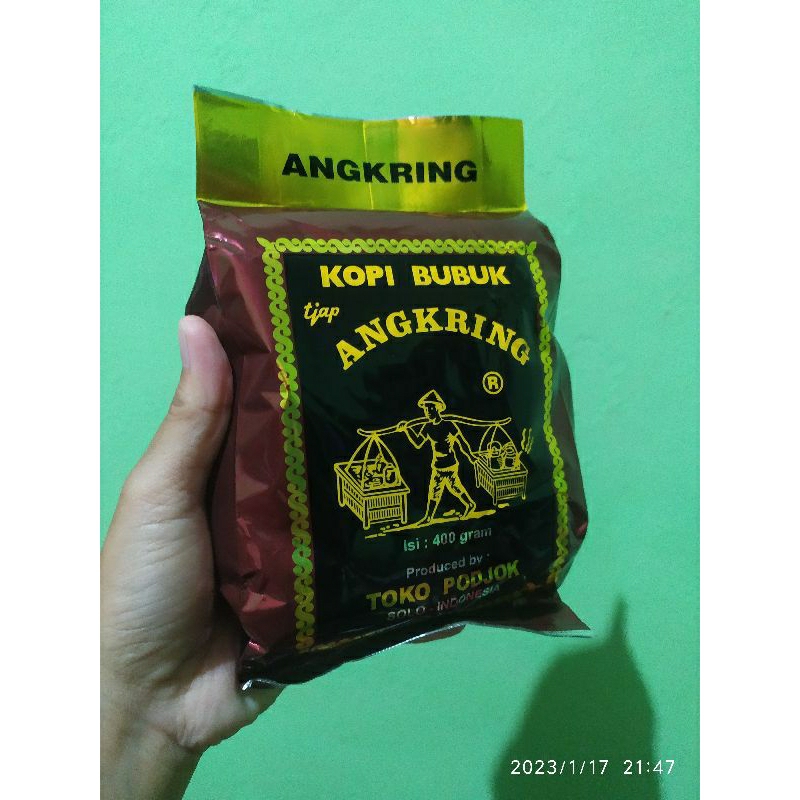 ANGKRING
KOPI BUBUK
tjap
ANGKRING
®
Isi : 400 gram
Produced by :
TOKO PODJOK
SOLO - INDONESIA
2023/1/17 21:47